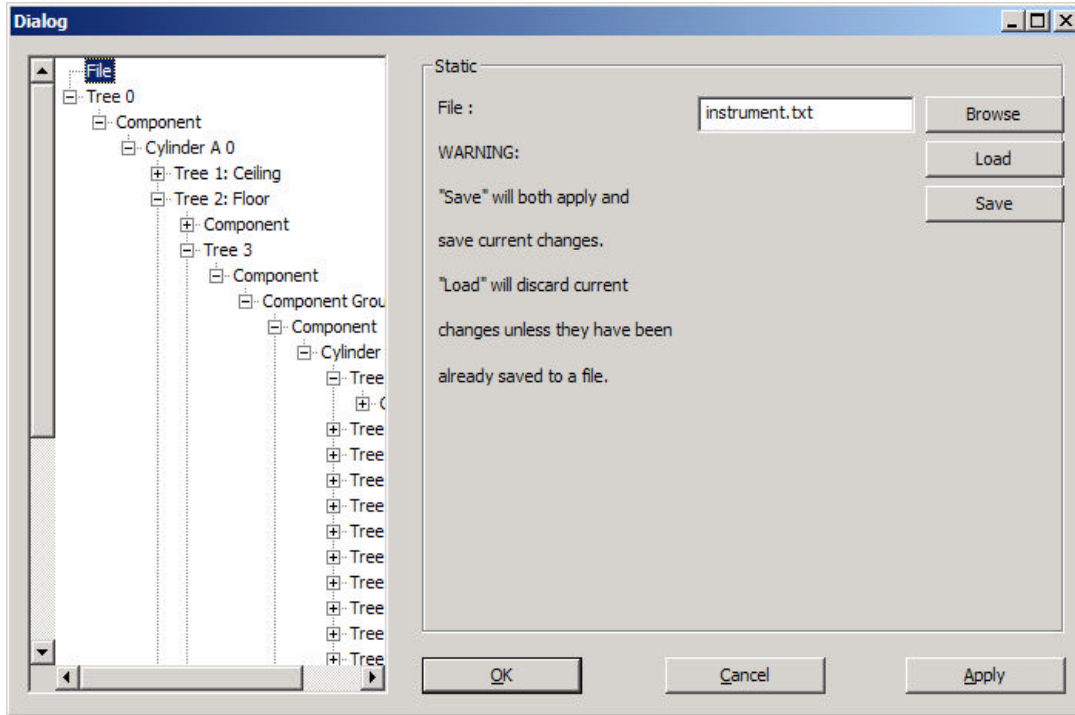 Dialog
File
Tree 0
Component
Cylinder A 0
Tree 1: Ceiling
Tree 2: Floor
Component
Tree 3
Component
Component Grou
Component
Cylinder
Tree
Tree
Tree
Tree
Tree
Tree
Tree
Tree
Tree
Tree
Tree
Static
File :
instrument.txt
Browse
WARNING:
Load
"Save" will both apply and
Save
save current changes.
"Load" will discard current
changes unless they have been
already saved to a file.
OK
Cancel
Apply